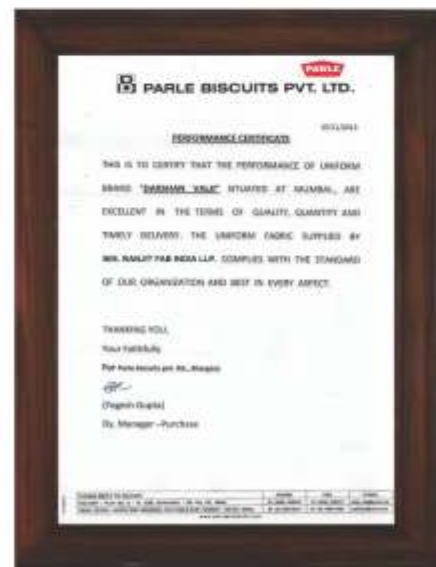 PARLE
PARLE BISCUITS PVT. LTD.
PERFORMANCE CERTIFICATE
THIS IS TO CERTIFY THAT THE PERFORMANCE OF UNIFORM
BRAND "DARSHAN VALE" SITUATED AT MUMBAI, ARE
EXCELLENT IN THE TERMS OF QUALITY, QUANTITY AND
TIMELY DELIVERY. THE UNIFORM FABRIC SUPPLIED BY
M/S. RANJIT FAB INDIA LLP. COMPLIES WITH THE STANDARD
OF OUR ORGANIZATION AND BEST IN EVERY ASPECT.
THANKING YOU,
Your Faithfully
For Parle biscuits pvt. ltd.,
(Yogesh Gupta)
Dy. Manager -Purchase